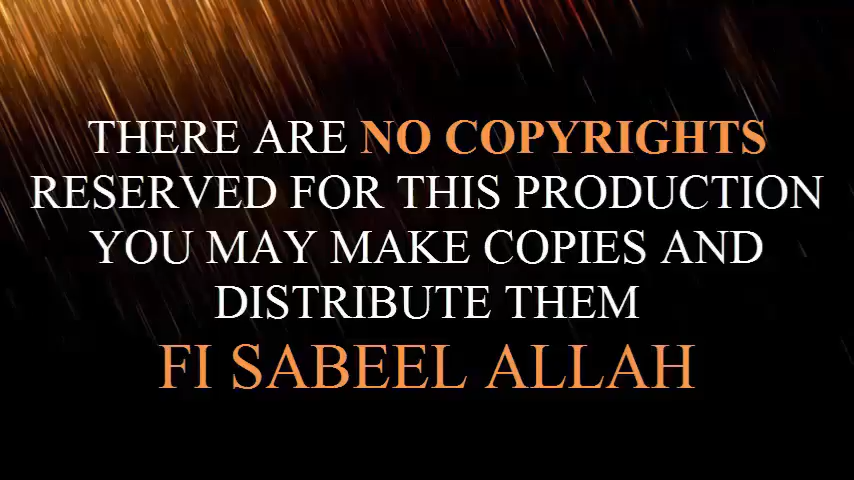 THERE ARE NO COPYRIGHTS
RESERVED FOR THIS PRODUCTION
YOU MAY MAKE COPIES AND
DISTRIBUTE THEM
FI SABEEL ALLAH